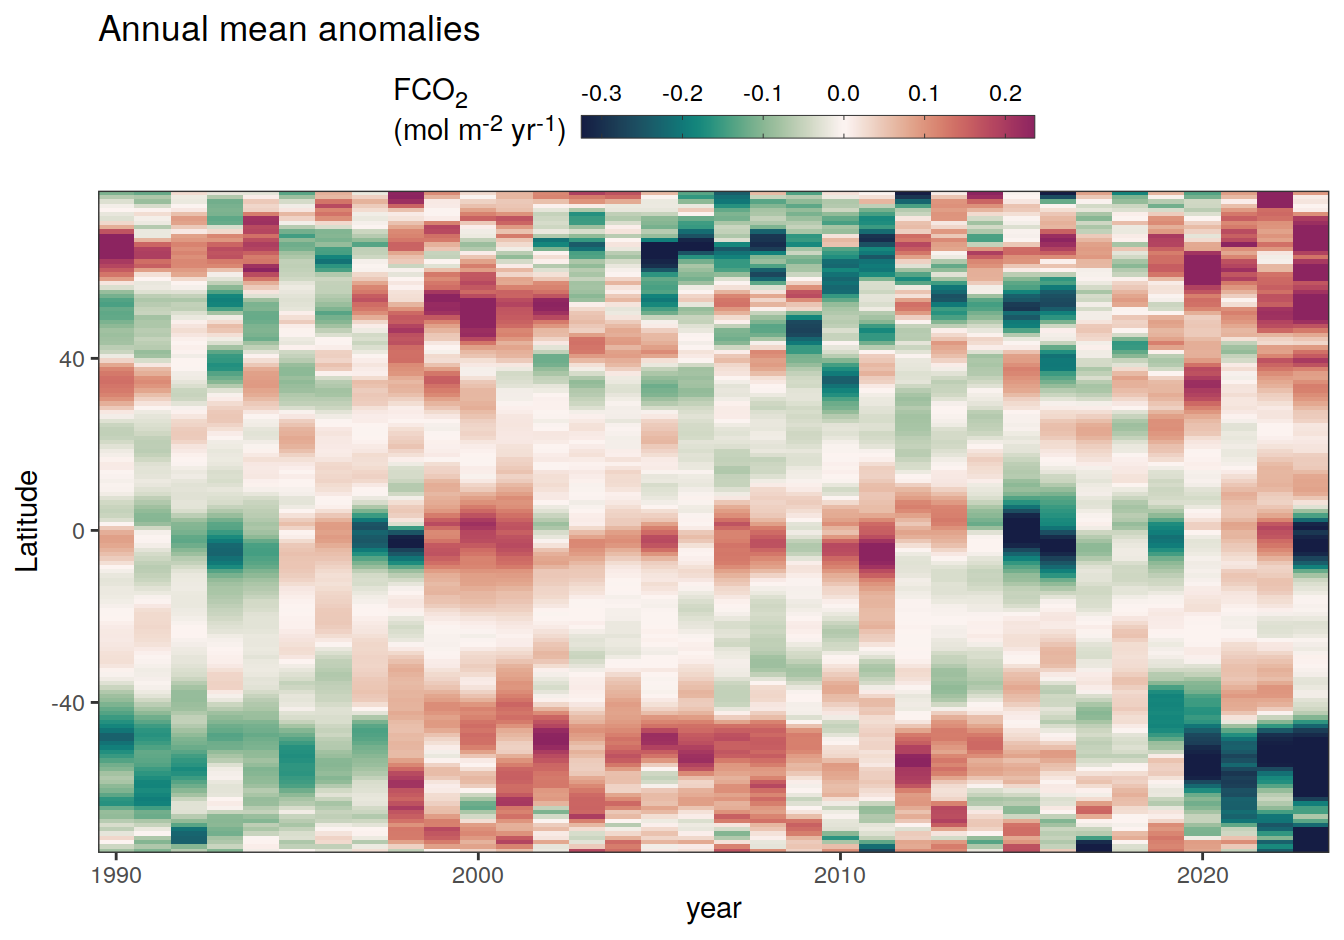 Annual mean anomalies
FCO₂
(mol m⁻² yr⁻¹)
-0.3 -0.2 -0.1 0.0 0.1 0.2
Latitude
40
0
-40
1990 2000 2010 2020
year